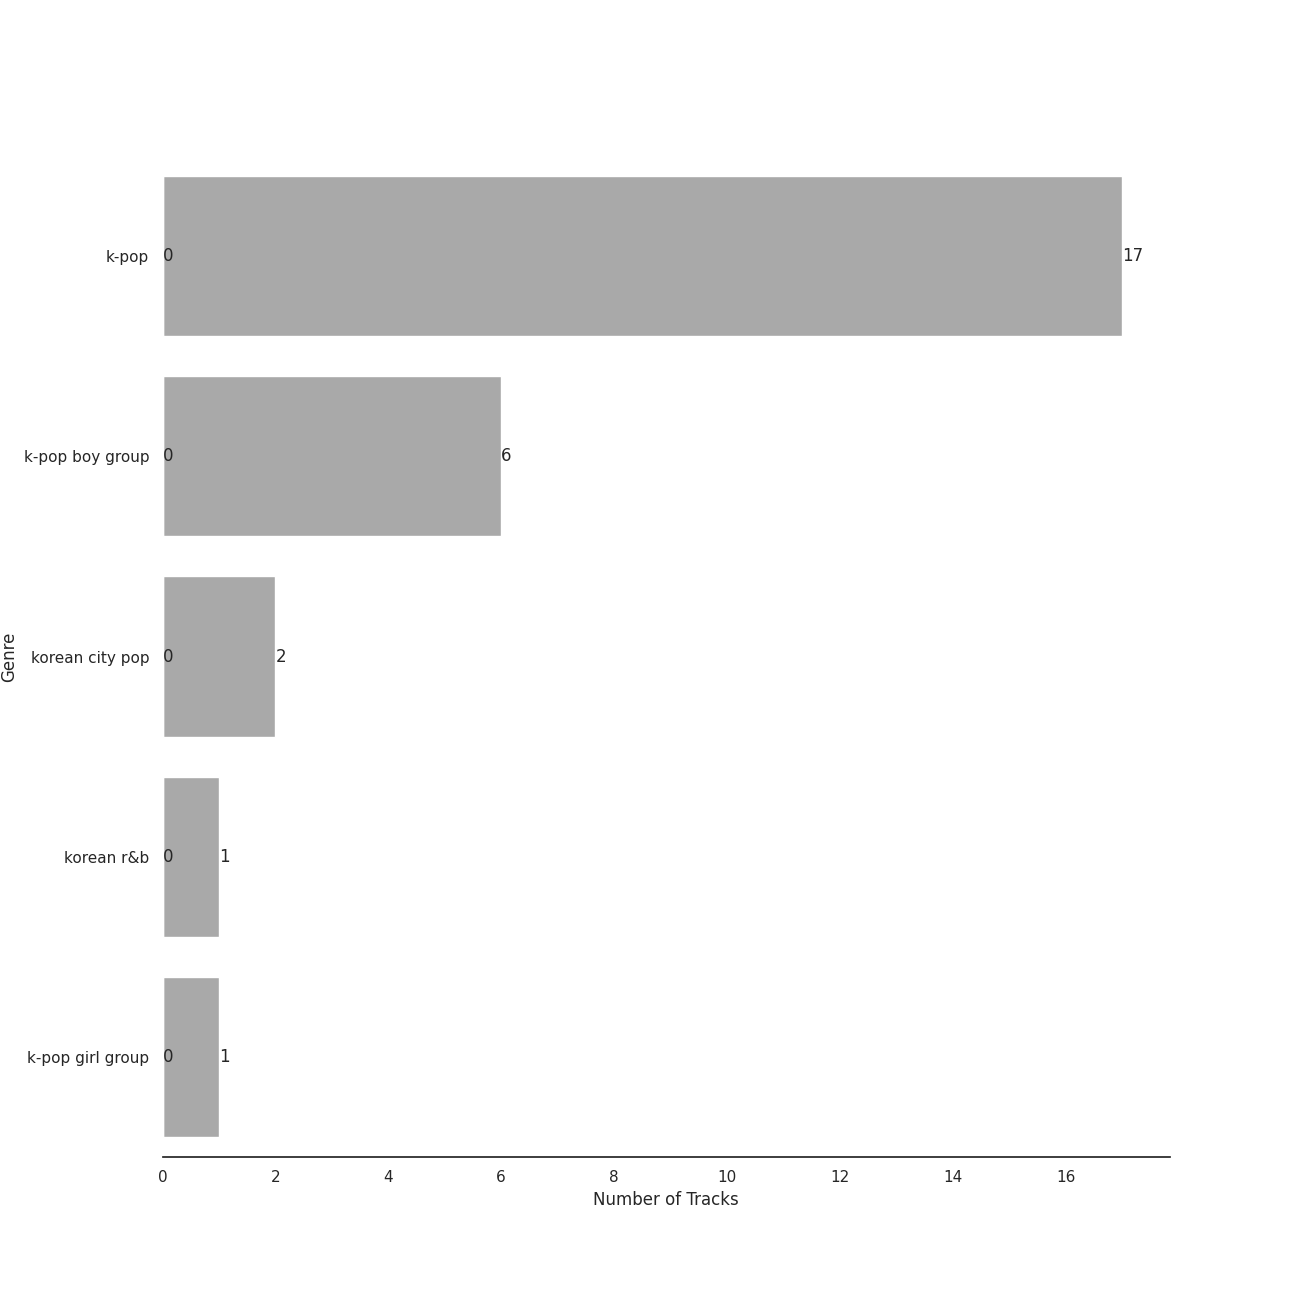 k-pop 0 17
k-pop boy group 0 6
korean city pop 0 2
korean r&b 0 1
k-pop girl group 0 1
Genre
0 2 4 6 8 10 12 14 16
Number of Tracks